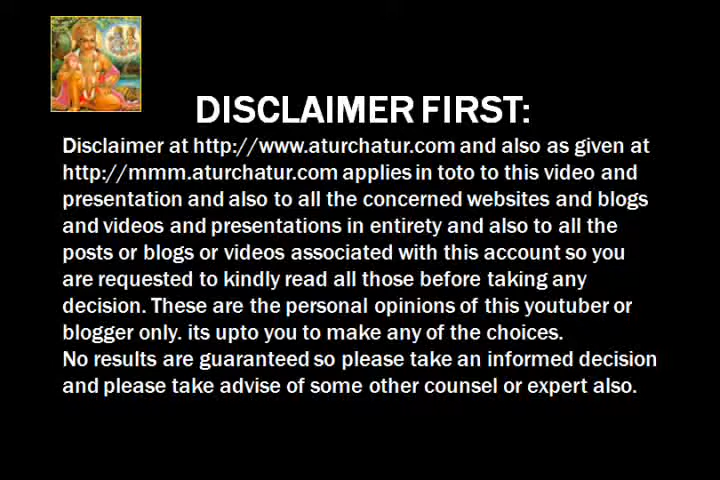 DISCLAIMER FIRST:
Disclaimer at http://www.aturchatur.com and also as given at
http://mmm.aturchatur.com applies in toto to this video and
presentation and also to all the concerned websites and blogs
and videos and presentations in entirety and also to all the
posts or blogs or videos associated with this account so you
are requested to kindly read all those before taking any
decision. These are the personal opinions of this youtuber or
blogger only. its upto you to make any of the choices.
No results are guaranteed so please take an informed decision
and please take advise of some other counsel or expert also.